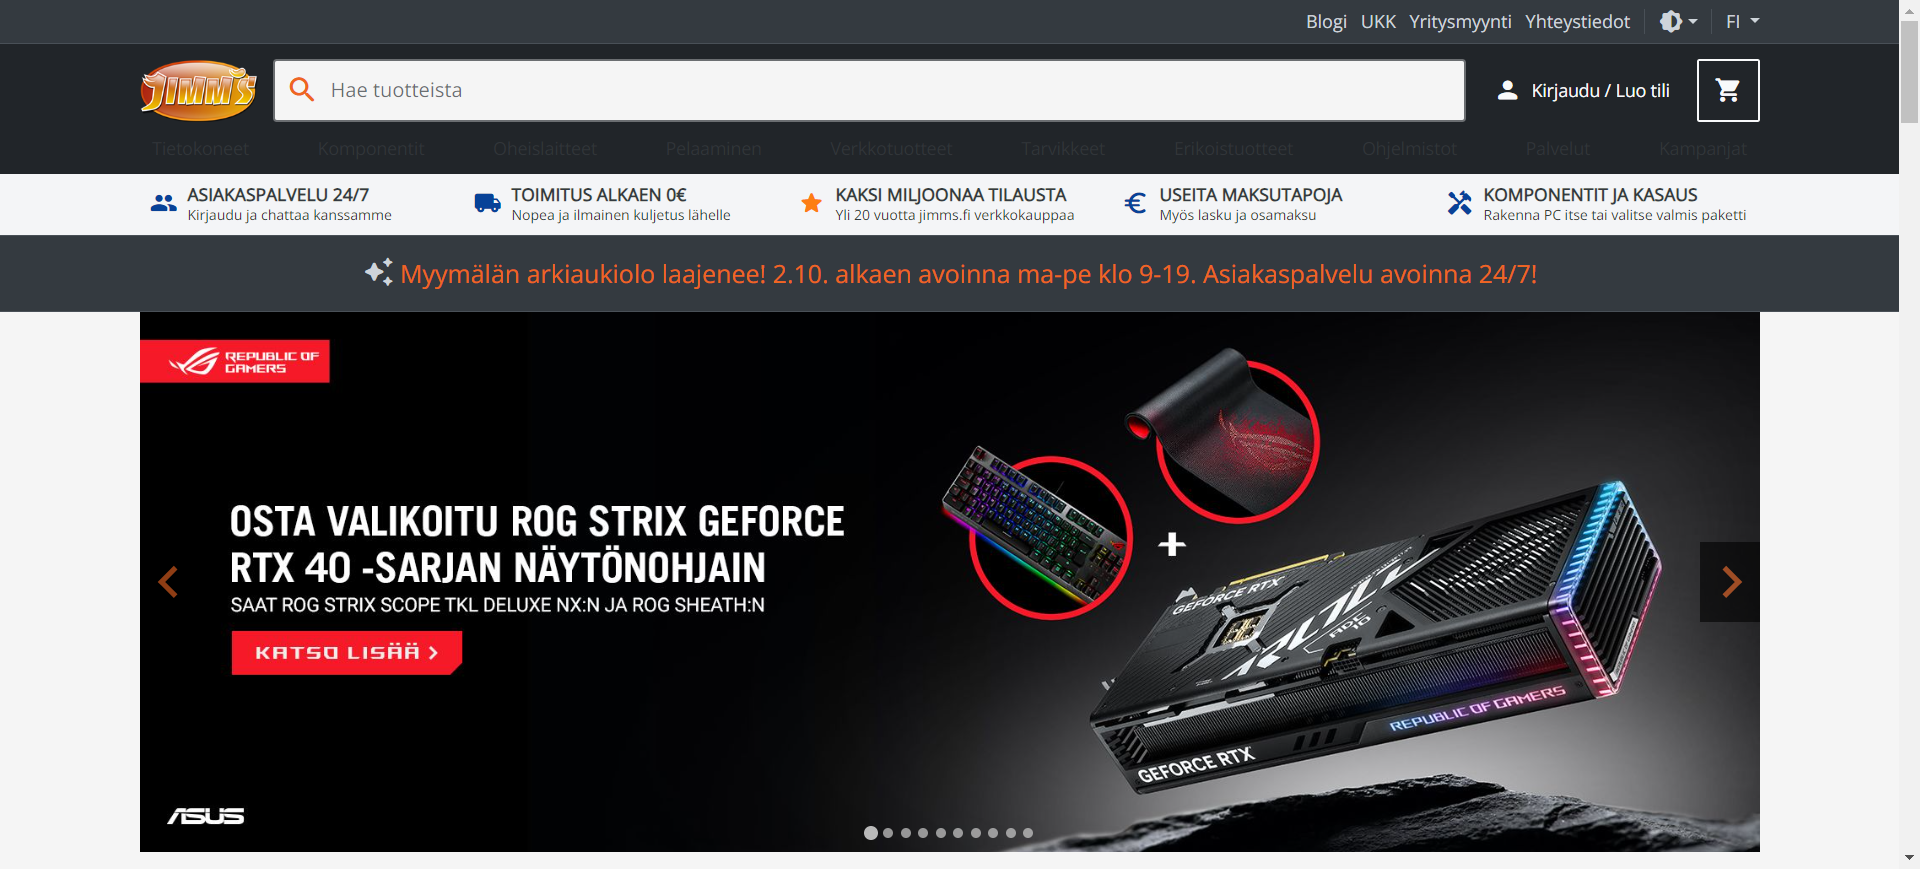 Blogi UKK Yritysmyynti Yhteystiedot FI
JIMM'S
Hae tuotteista
Kirjaudu / Luo tili
Tietokoneet Komponentit Oheislaitteet Pelaaminen Verkkotuotteet Tarvikkeet Erikoistuotteet Ohjelmistot Palvelut Kampanjat
ASIAKASPALVELU 24/7
Kirjaudu ja chattaa kanssamme
TOIMITUS ALKAEN 0€
Nopea ja ilmainen kuljetus lähelle
KAKSI MILJOONAA TILAUSTA
Yli 20 vuotta jimms.fi verkkokauppaa
USEITA MAKSUTAPOJA
Myös lasku ja osamaksu
KOMPONENTIT JA KASAUS
Rakenna PC itse tai valitse valmis paketti
Myymälän arkiaukiolo laajenee! 2.10. alkaen avoinna ma-pe klo 9-19. Asiakaspalvelu avoinna 24/7!
REPUBLIC OF
GAMERS
OSTA VALIKOITU ROG STRIX GEFORCE
RTX 40 -SARJAN NÄYTÖNOHJAIN
SAAT ROG STRIX SCOPE TKL DELUXE NX:N JA ROG SHEATH:N
KATSO LISÄÄ >
+
GEFORCE RTX
REPUBLIC OF GAMERS
GEFORCE RTX
ASUS